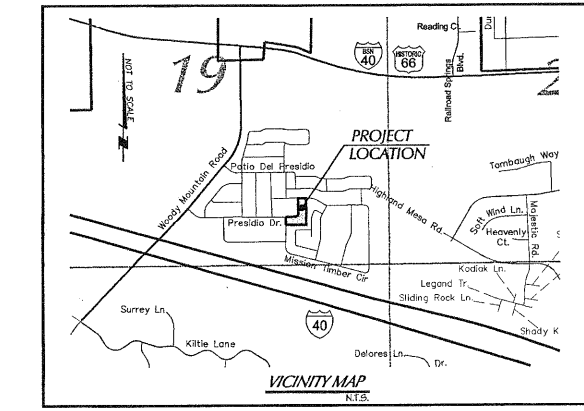 Reading Ct.
BSN
40
HISTORIC
66
Railroad Springs
Blvd.
19
NOT TO SCALE
N
PROJECT
LOCATION
Patio Del Presidio
Woody Mountain Road
Highland Mesa Rd.
Presidio Dr.
Mission Timber Cir
Tombaugh Way
Soft Wind Ln.
Majestic Rd.
Heavenly
Ct.
Kodiak Ln.
Legend Tr.
Sliding Rock Ln.
Shady K
Surrey Ln.
Kiltie Lane
40
Delores Ln.
Dr.
VICINITY MAP
N.T.S.